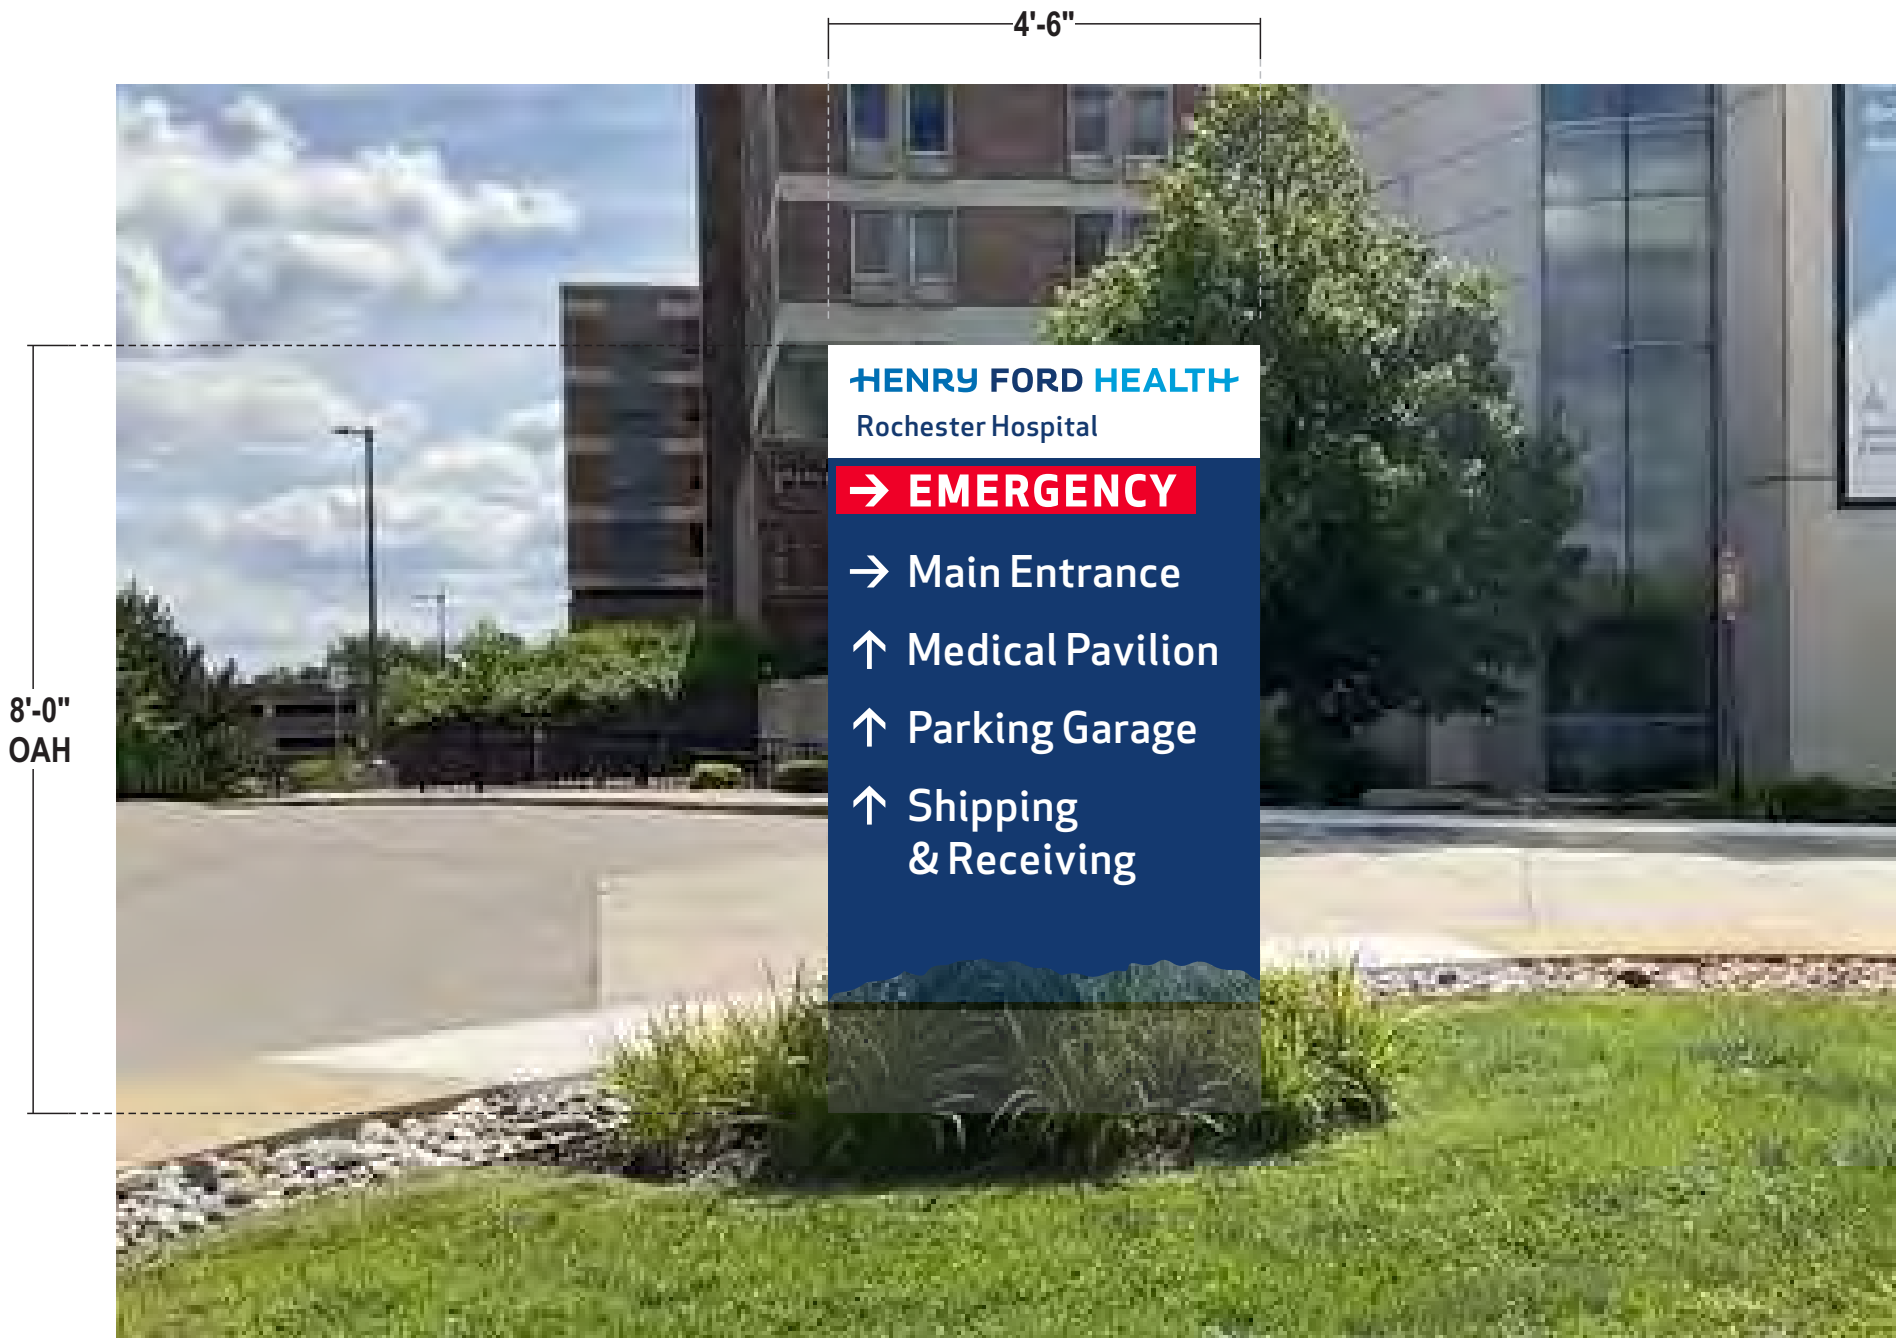 4'-6"
HENRY FORD HEALTH
Rochester Hospital
→ EMERGENCY
→ Main Entrance
↑ Medical Pavilion
↑ Parking Garage
↑ Shipping
& Receiving
8'-0"
OAH